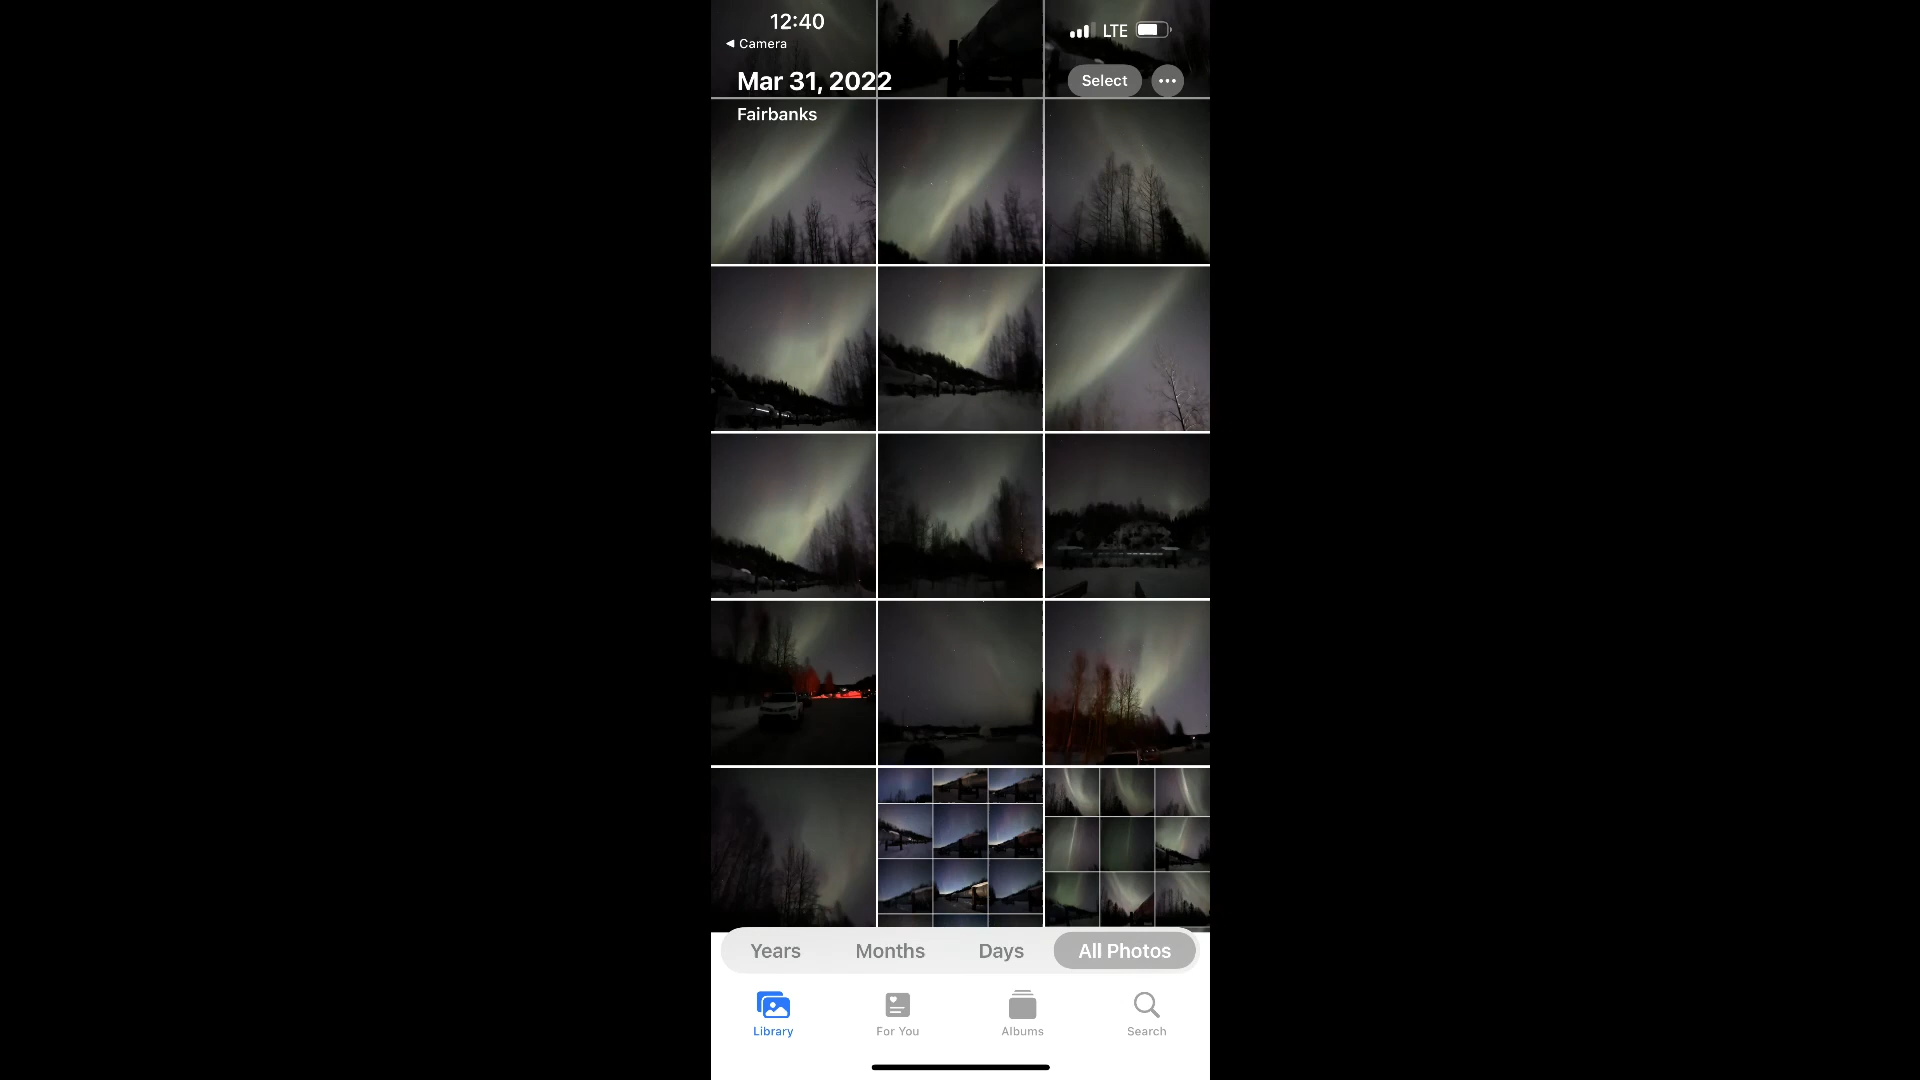 12:40
LTE
Camera
Mar 31, 2022
Select
Fairbanks
Years
Months
Days
All Photos
Library
For You
Albums
Search